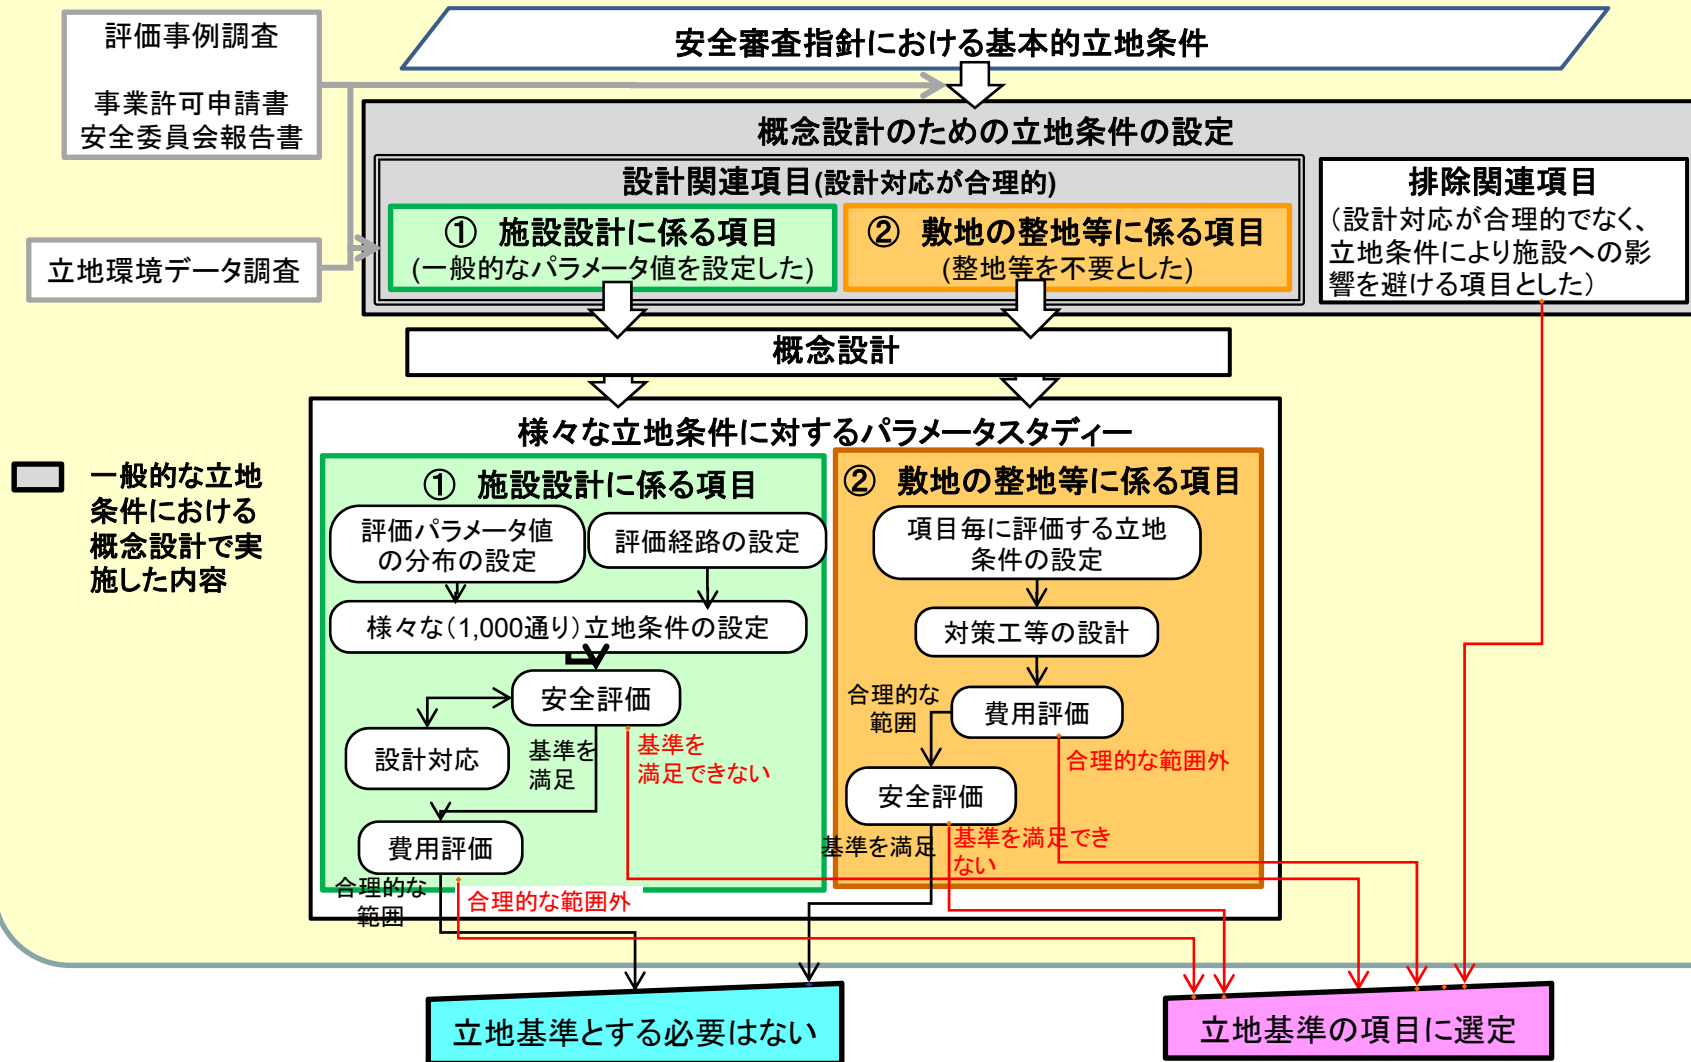 評価事例調査
事業許可申請書
安全委員会報告書
安全審査指針における基本的立地条件
概念設計のための立地条件の設定
設計関連項目(設計対応が合理的)
① 施設設計に係る項目
(一般的なパラメータ値を設定した)
② 敷地の整地等に係る項目
(整地等を不要とした)
排除関連項目
(設計対応が合理的でなく、
立地条件により施設への影
響を避ける項目とした)
立地環境データ調査
概念設計
様々な立地条件に対するパラメータスタディー
一般的な立地
条件における
概念設計で実
施した内容
① 施設設計に係る項目
評価パラメータ値
の分布の設定
評価経路の設定
様々な(1,000通り)立地条件の設定
安全評価
設計対応
基準を
満足
基準を
満足できない
費用評価
合理的な
範囲
合理的な範囲外
② 敷地の整地等に係る項目
項目毎に評価する立地
条件の設定
対策工等の設計
合理的な
範囲
費用評価
合理的な範囲外
安全評価
基準を満足
基準を満足でき
ない
立地基準とする必要はない
立地基準の項目に選定